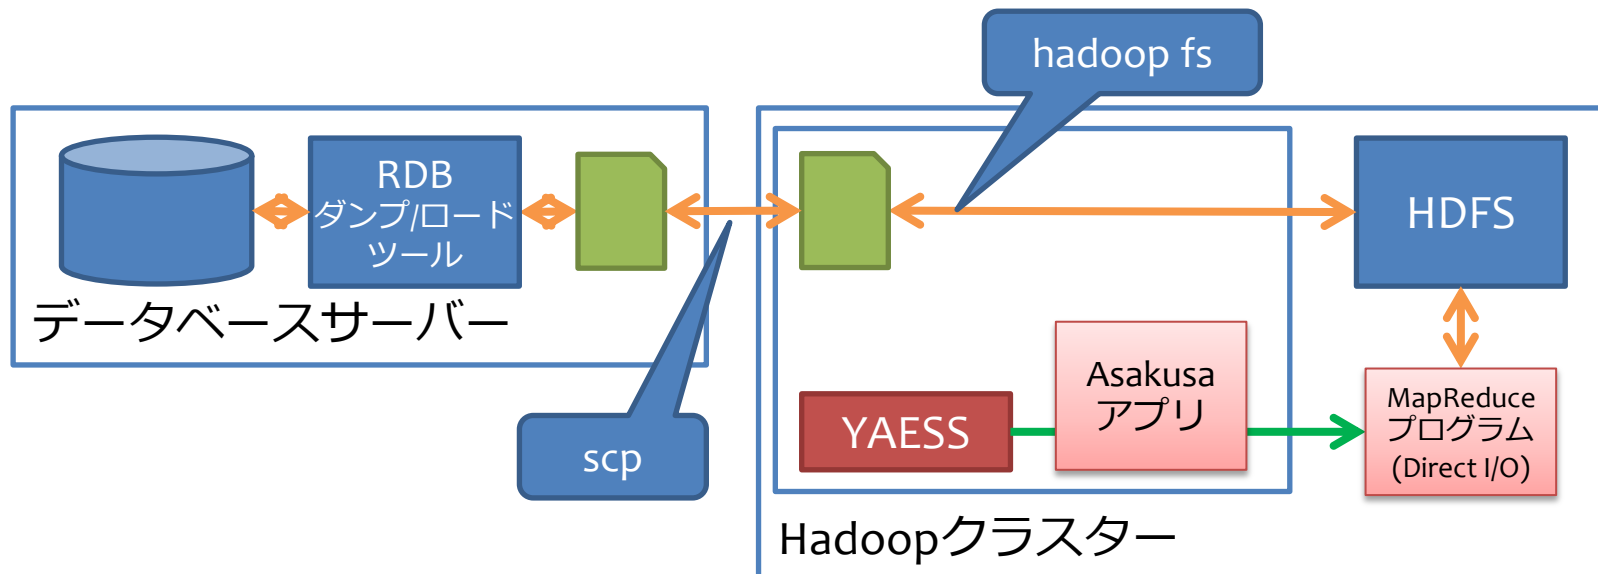 hadoop fs
RDB
ダンプ/ロード
ツール
HDFS
データベースサーバー
Asakusa
アプリ
YAESS
MapReduce
プログラム
(Direct I/O)
scp
Hadoopクラスター